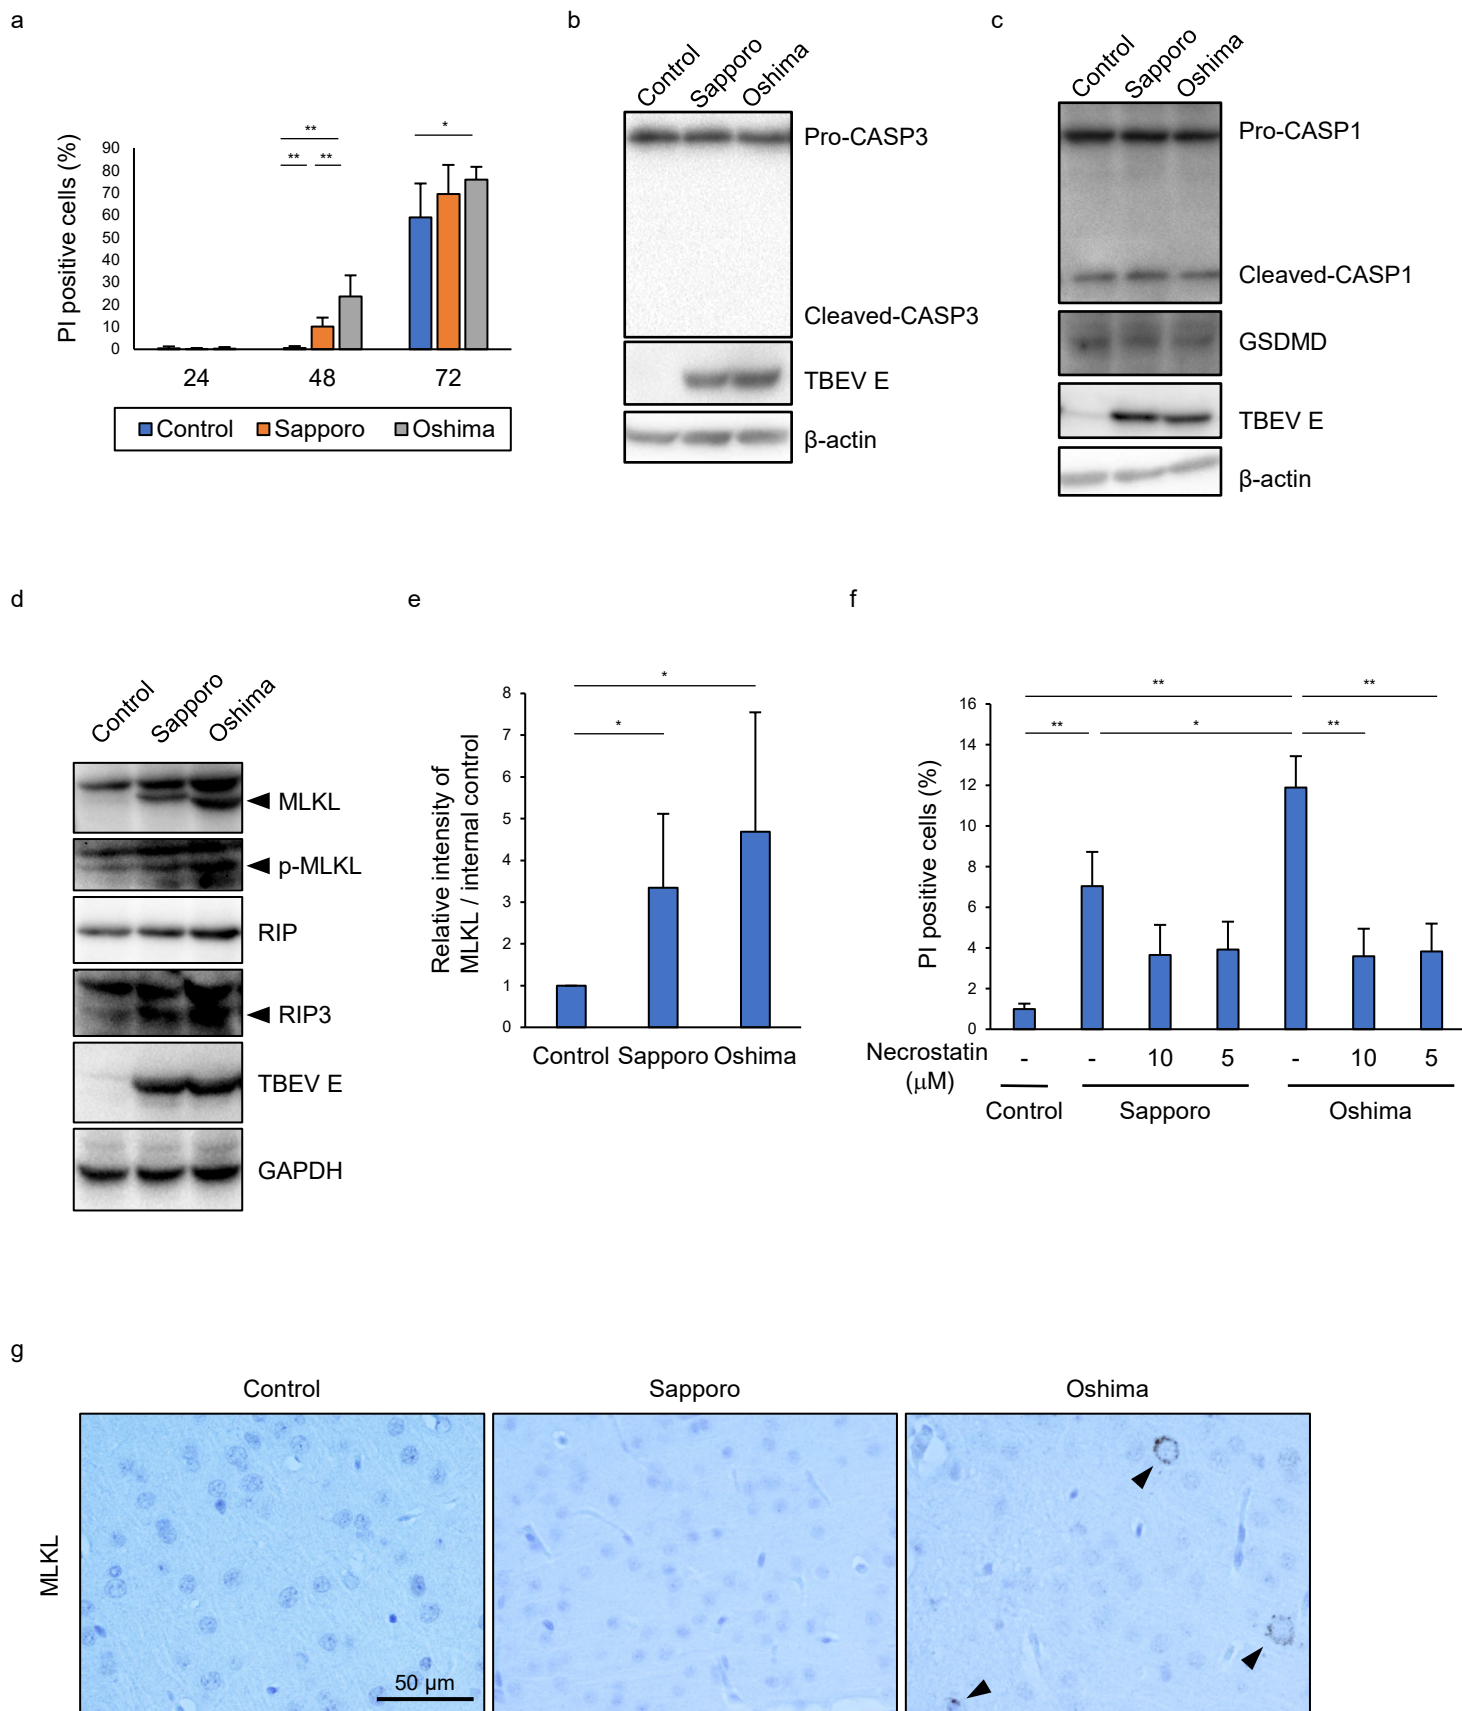 a
**
**
**
*
PI positive cells (%)
90
80
70
60
50
40
30
20
10
0
24
48
72
Control
Sapporo
Oshima
b
Control
Sapporo
Oshima
Pro-CASP3
Cleaved-CASP3
TBEV E
β-actin
c
Control
Sapporo
Oshima
Pro-CASP1
Cleaved-CASP1
GSDMD
TBEV E
β-actin
d
Control
Sapporo
Oshima
MLKL
p-MLKL
RIP
RIP3
TBEV E
GAPDH
e
*
*
Relative intensity of
MLKL / internal control
8
7
6
5
4
3
2
1
0
Control Sapporo Oshima
f
**
**
**
*
**
PI positive cells (%)
16
14
12
10
8
6
4
2
0
Necrostatin
(μM)
- - 10 5 - 10 5
Control
Sapporo
Oshima
g
Control
Sapporo
Oshima
MLKL
50 μm